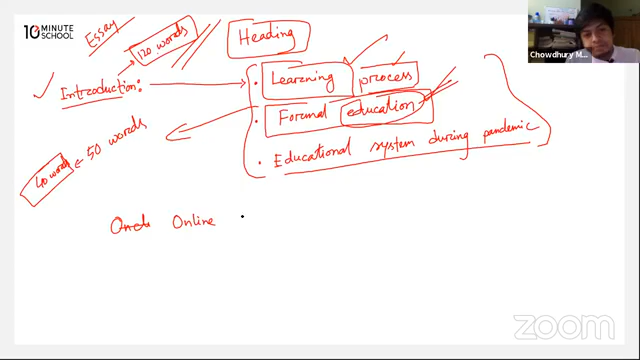 10 MINUTE SCHOOL
Essay
120 words
Heading
Introduction:
• Learning process
• Formal education
• Educational system during pandemic
50 words
40 words
Online
Chowdhury M...
zoom